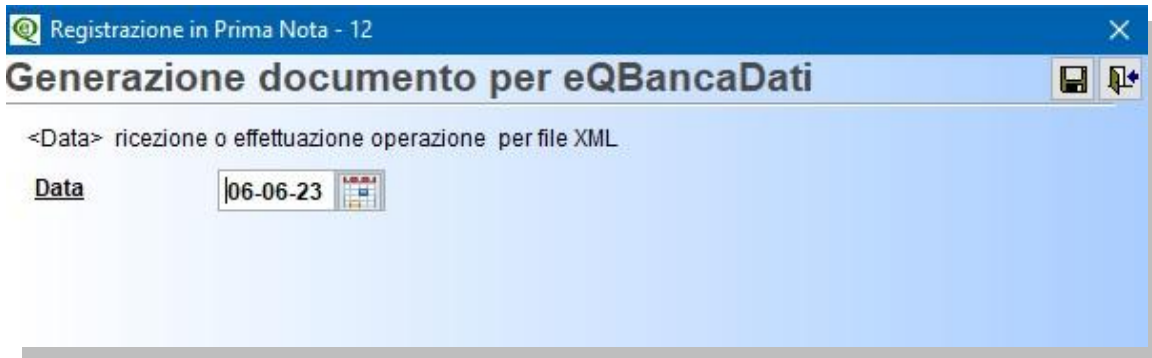 Registrazione in Prima Nota - 12
Generazione documento per eQBancaDati
<Data> ricezione o effettuazione operazione per file XML
Data 06-06-23